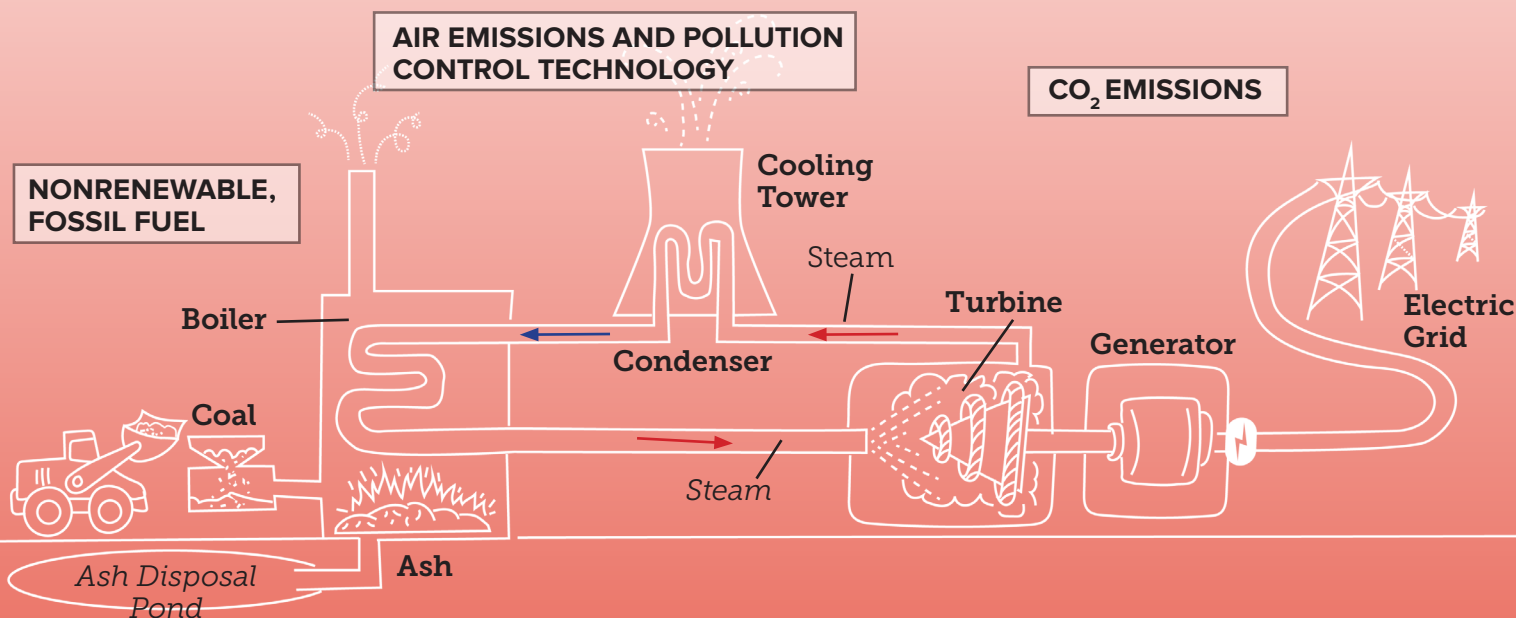 AIR EMISSIONS AND POLLUTION
CONTROL TECHNOLOGY
CO₂ EMISSIONS
NONRENEWABLE,
FOSSIL FUEL
Cooling
Tower
Steam
Boiler
Turbine
Electric
Grid
Condenser
Generator
Coal
Steam
Ash
Ash Disposal
Pond